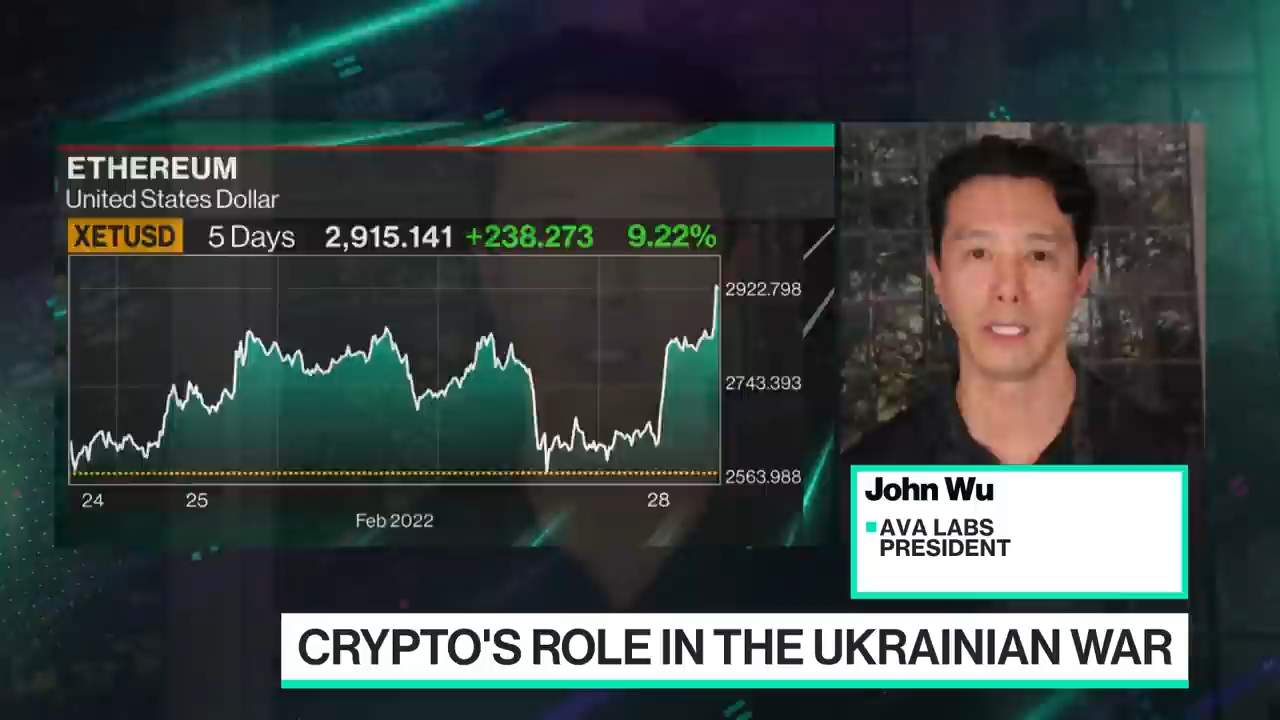 ETHEREUM
United States Dollar
XETUSD 5 Days 2,915.141 +238.273 9.22%
2922.798
2743.393
2563.988
24 25 28
Feb 2022
John Wu
AVA LABS
PRESIDENT
CRYPTO'S ROLE IN THE UKRAINIAN WAR